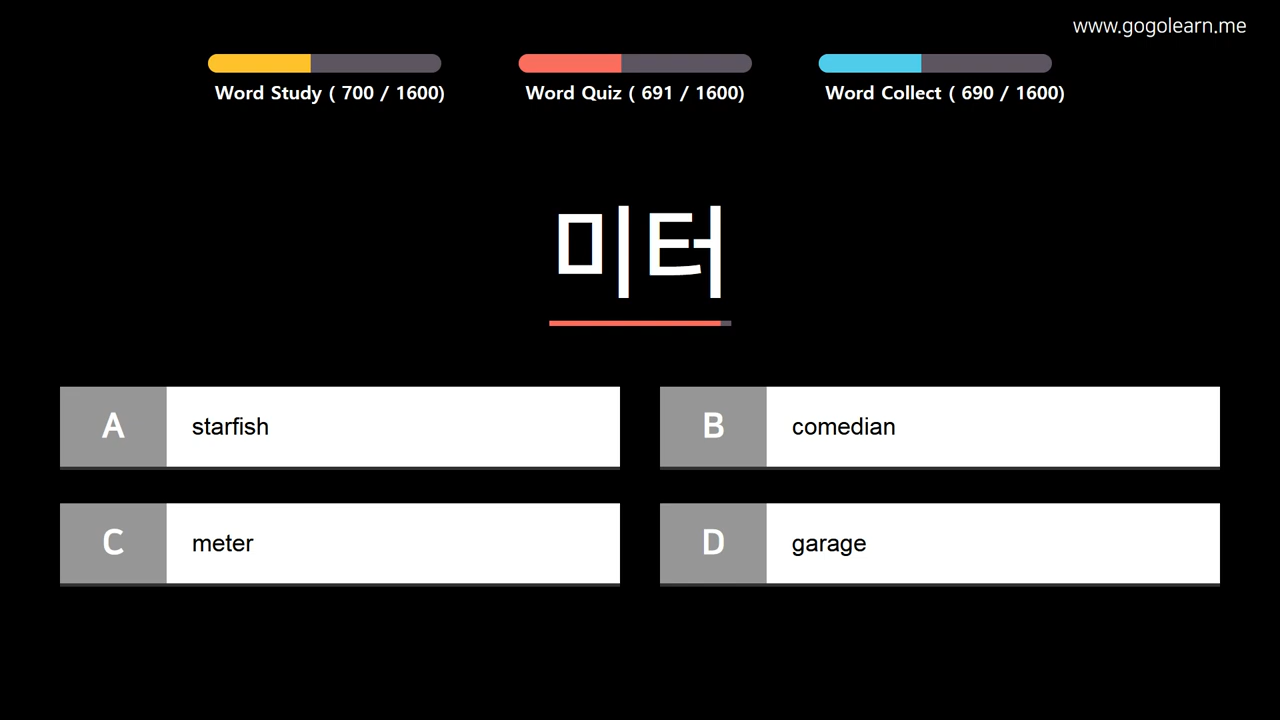 www.gogolearn.me
Word Study ( 700 / 1600)
Word Quiz ( 691 / 1600)
Word Collect ( 690 / 1600)
미터
A starfish
B comedian
C meter
D garage